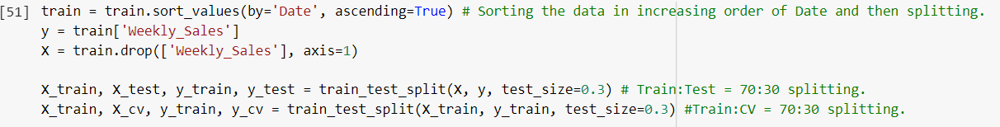 [51] train = train.sort_values(by='Date', ascending=True) # Sorting the data in increasing order of Date and then splitting.
y = train['Weekly_Sales']
X = train.drop(['Weekly_Sales'], axis=1)
X_train, X_test, y_train, y_test = train_test_split(X, y, test_size=0.3) # Train:Test = 70:30 splitting.
X_train, X_cv, y_train, y_cv = train_test_split(X_train, y_train, test_size=0.3) #Train:CV = 70:30 splitting.